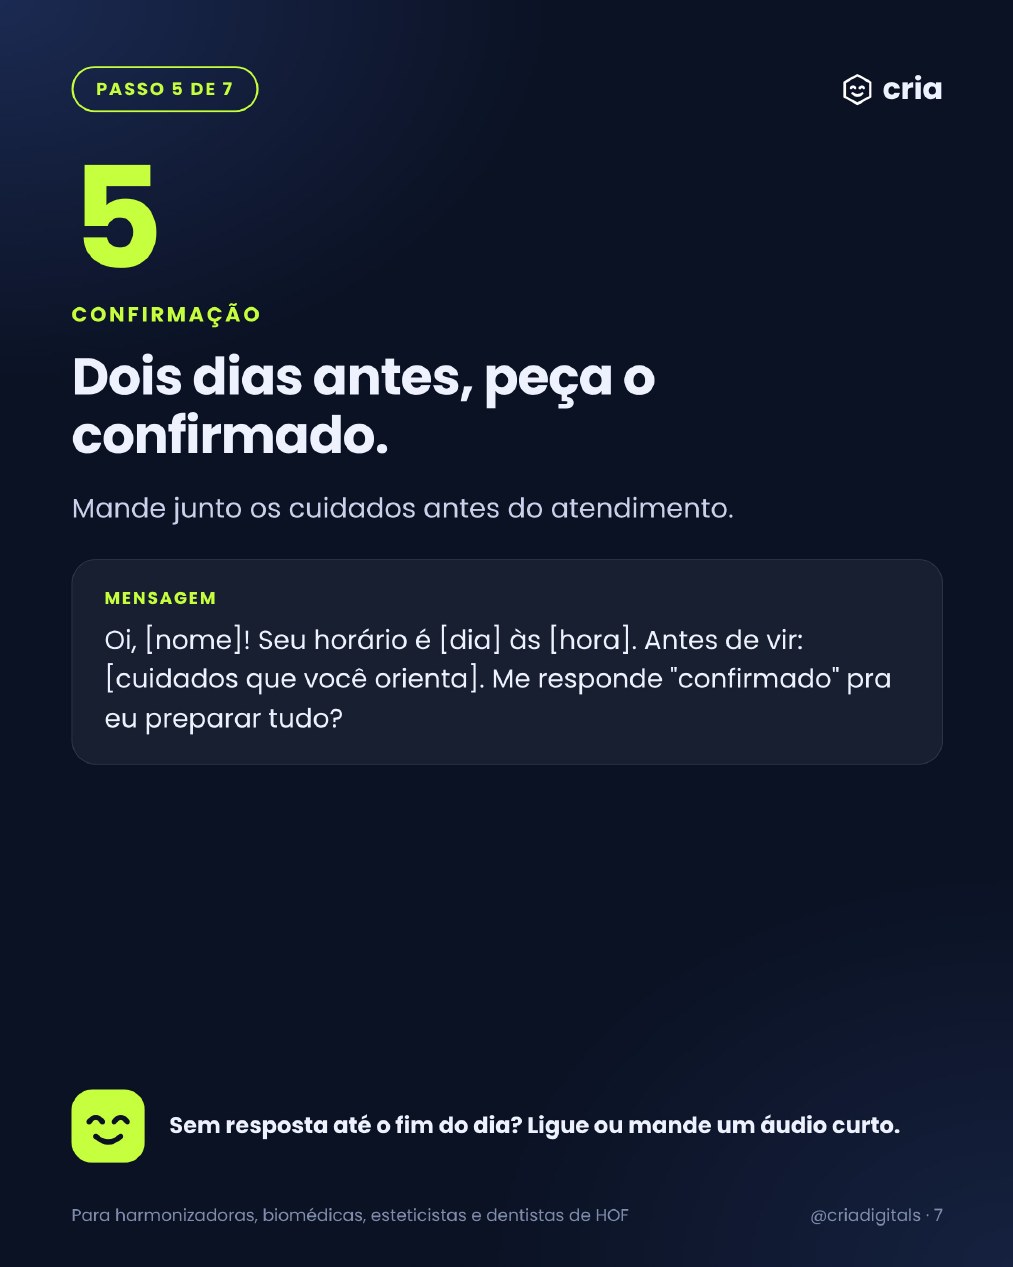 PASSO 5 DE 7
cria
5
CONFIRMAÇÃO
Dois dias antes, peça o
confirmado.
Mande junto os cuidados antes do atendimento.
MENSAGEM
Oi, [nome]! Seu horário é [dia] às [hora]. Antes de vir:
[cuidados que você orienta]. Me responde "confirmado" pra
eu preparar tudo?
Sem resposta até o fim do dia? Ligue ou mande um áudio curto.
Para harmonizadoras, biomédicas, esteticistas e dentistas de HOF
@criadigitals · 7